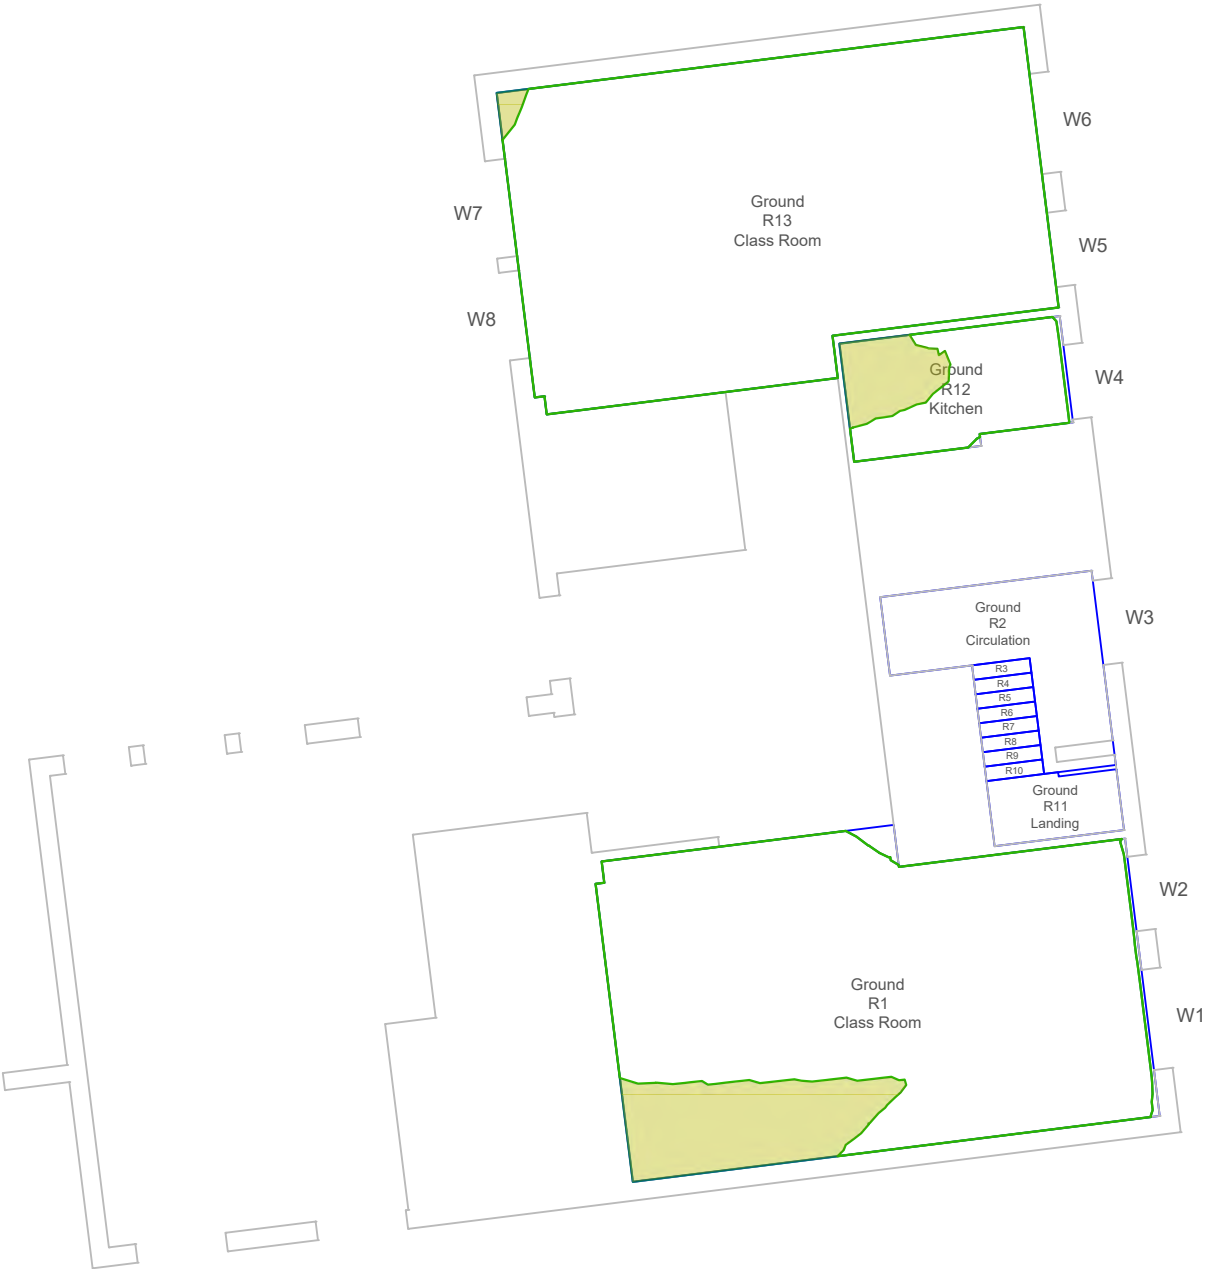 W6
Ground
R13
Class Room
W7
W5
W8
Ground
R12
Kitchen
W4
Ground
R2
Circulation
W3
R3
R4
R5
R6
R7
R8
R9
R10
Ground
R11
Landing
W2
Ground
R1
Class Room
W1